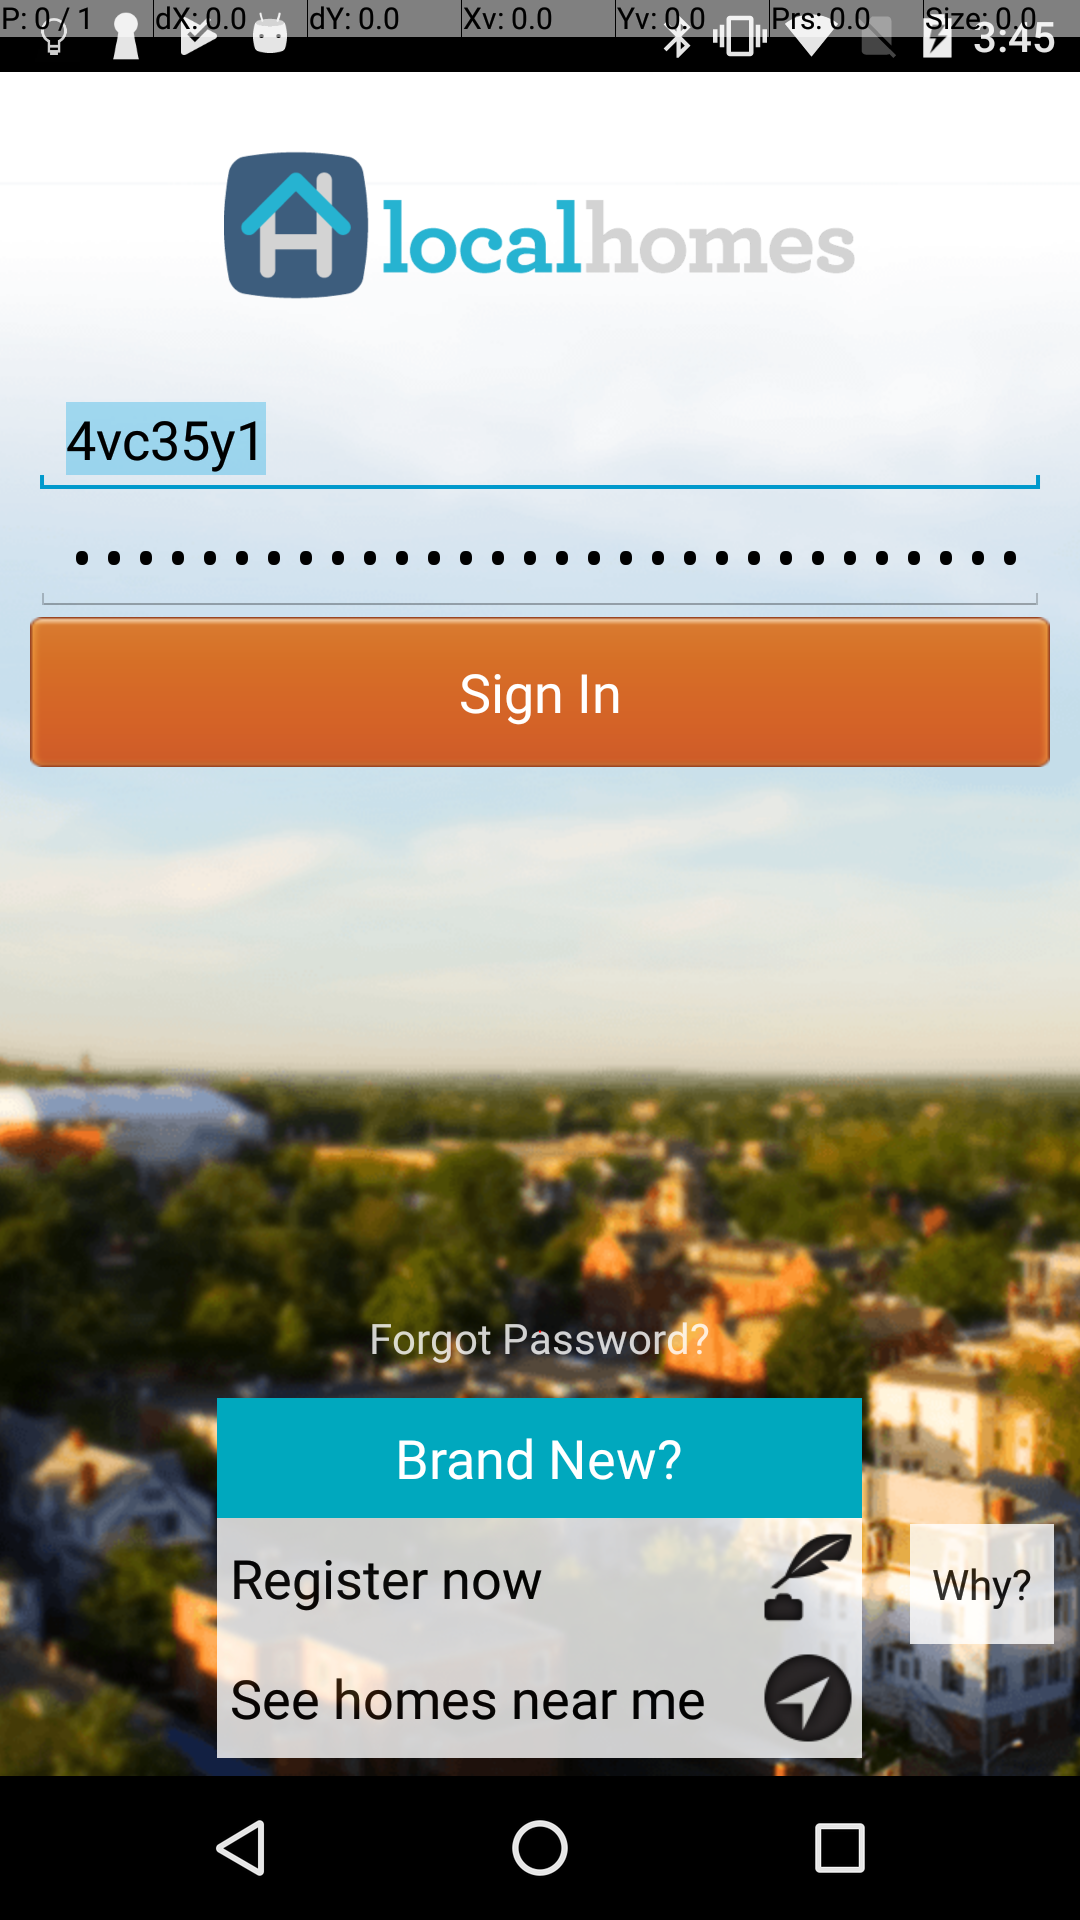 P: 0 / 1 dX: 0.0 dY: 0.0 Xv: 0.0 Yv: 0.0 Prs: 0.0 Size: 0.0
3:45
localhomes
4vc35y1
Sign In
Forgot Password?
Brand New?
Register now
Why?
See homes near me